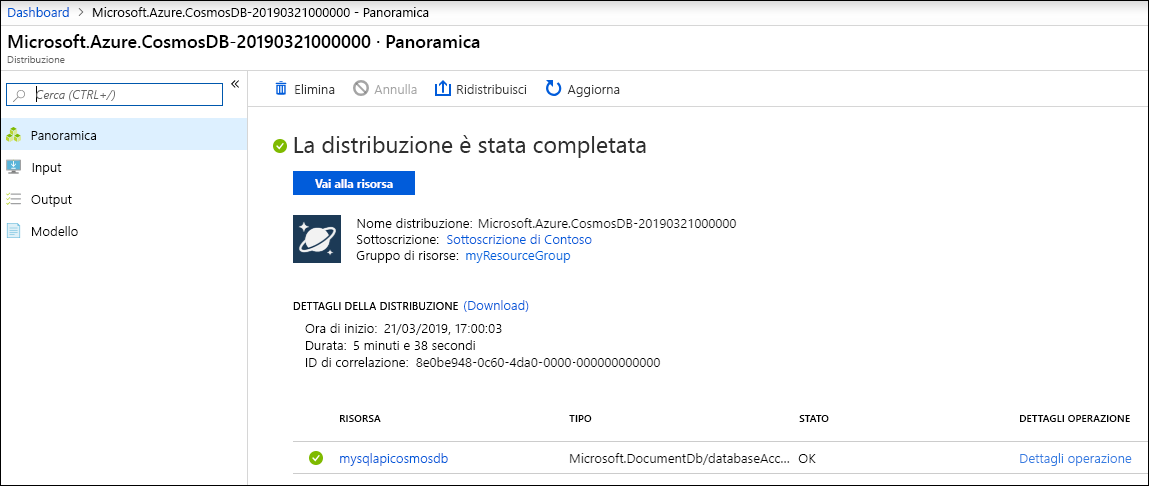 Dashboard > Microsoft.Azure.CosmosDB-20190321000000 - Panoramica
Microsoft.Azure.CosmosDB-20190321000000 · Panoramica
Distribuzione
Cerca (CTRL+/)
«
Elimina
Annulla
Ridistribuisci
Aggiorna
Panoramica
Input
Output
Modello
La distribuzione è stata completata
Vai alla risorsa
Nome distribuzione: Microsoft.Azure.CosmosDB-20190321000000
Sottoscrizione: Sottoscrizione di Contoso
Gruppo di risorse: myResourceGroup
DETTAGLI DELLA DISTRIBUZIONE (Download)
Ora di inizio: 21/03/2019, 17:00:03
Durata: 5 minuti e 38 secondi
ID di correlazione: 8e0be948-0c60-4da0-0000-000000000000
RISORSA TIPO STATO DETTAGLI OPERAZIONE
mysqlapicosmosdb Microsoft.DocumentDb/databaseAcc... OK Dettagli operazione